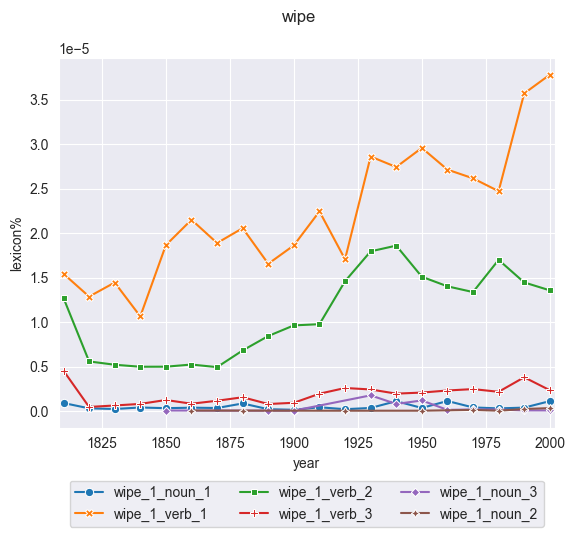 wipe
1e−5
3.5
3.0
2.5
2.0
1.5
1.0
0.5
0.0
lexicon%
1825 1850 1875 1900 1925 1950 1975 2000
year
wipe_1_noun_1 wipe_1_verb_2 wipe_1_noun_3
wipe_1_verb_1 wipe_1_verb_3 wipe_1_noun_2